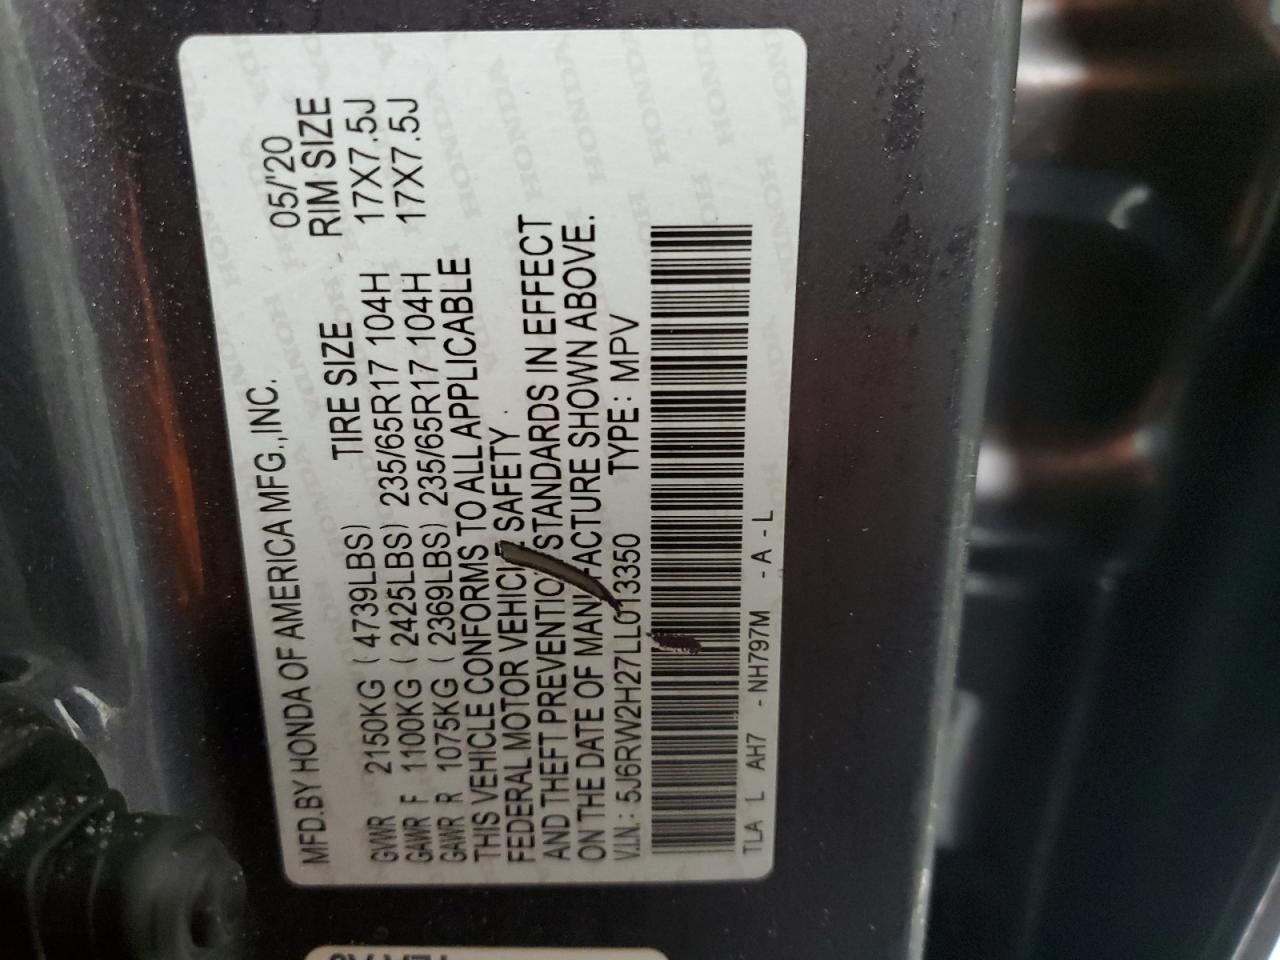 MFD.BY HONDA OF AMERICA MFG.,INC. 05/'20
TIRE SIZE RIM SIZE
GVWR 2150KG ( 4739LBS)
GAWR F 1100KG ( 2425LBS) 235/65R17 104H 17X7.5J
GAWR R 1075KG ( 2369LBS) 235/65R17 104H 17X7.5J
THIS VEHICLE CONFORMS TO ALL APPLICABLE
FEDERAL MOTOR VEHICLE SAFETY
AND THEFT PREVENTION STANDARDS IN EFFECT
ON THE DATE OF MANUFACTURE SHOWN ABOVE.
V.I.N.: 5J6RW2H27LL013350 TYPE: MPV
TLA L AH7 -NH797M -A-L